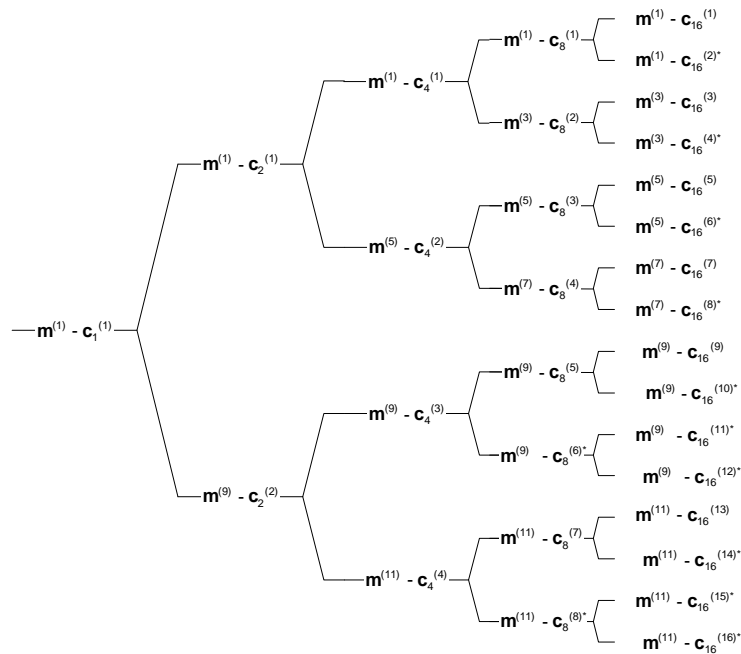 m(1) - c16(1)
m(1) - c8(1)
m(1) - c16(2)*
m(1) - c4(1)
m(3) - c16(3)
m(3) - c8(2)
m(3) - c16(4)*
m(1) - c2(1)
m(5) - c16(5)
m(5) - c8(3)
m(5) - c16(6)*
m(5) - c4(2)
m(7) - c16(7)
m(7) - c8(4)
m(7) - c16(8)*
m(1) - c1(1)
m(9) - c16(9)
m(9) - c8(5)
m(9) - c16(10)*
m(9) - c4(3)
m(9) - c16(11)*
m(9) - c8(6)*
m(9) - c16(12)*
m(9) - c2(2)
m(11) - c16(13)
m(11) - c8(7)
m(11) - c16(14)*
m(11) - c4(4)
m(11) - c16(15)*
m(11) - c8(8)*
m(11) - c16(16)*